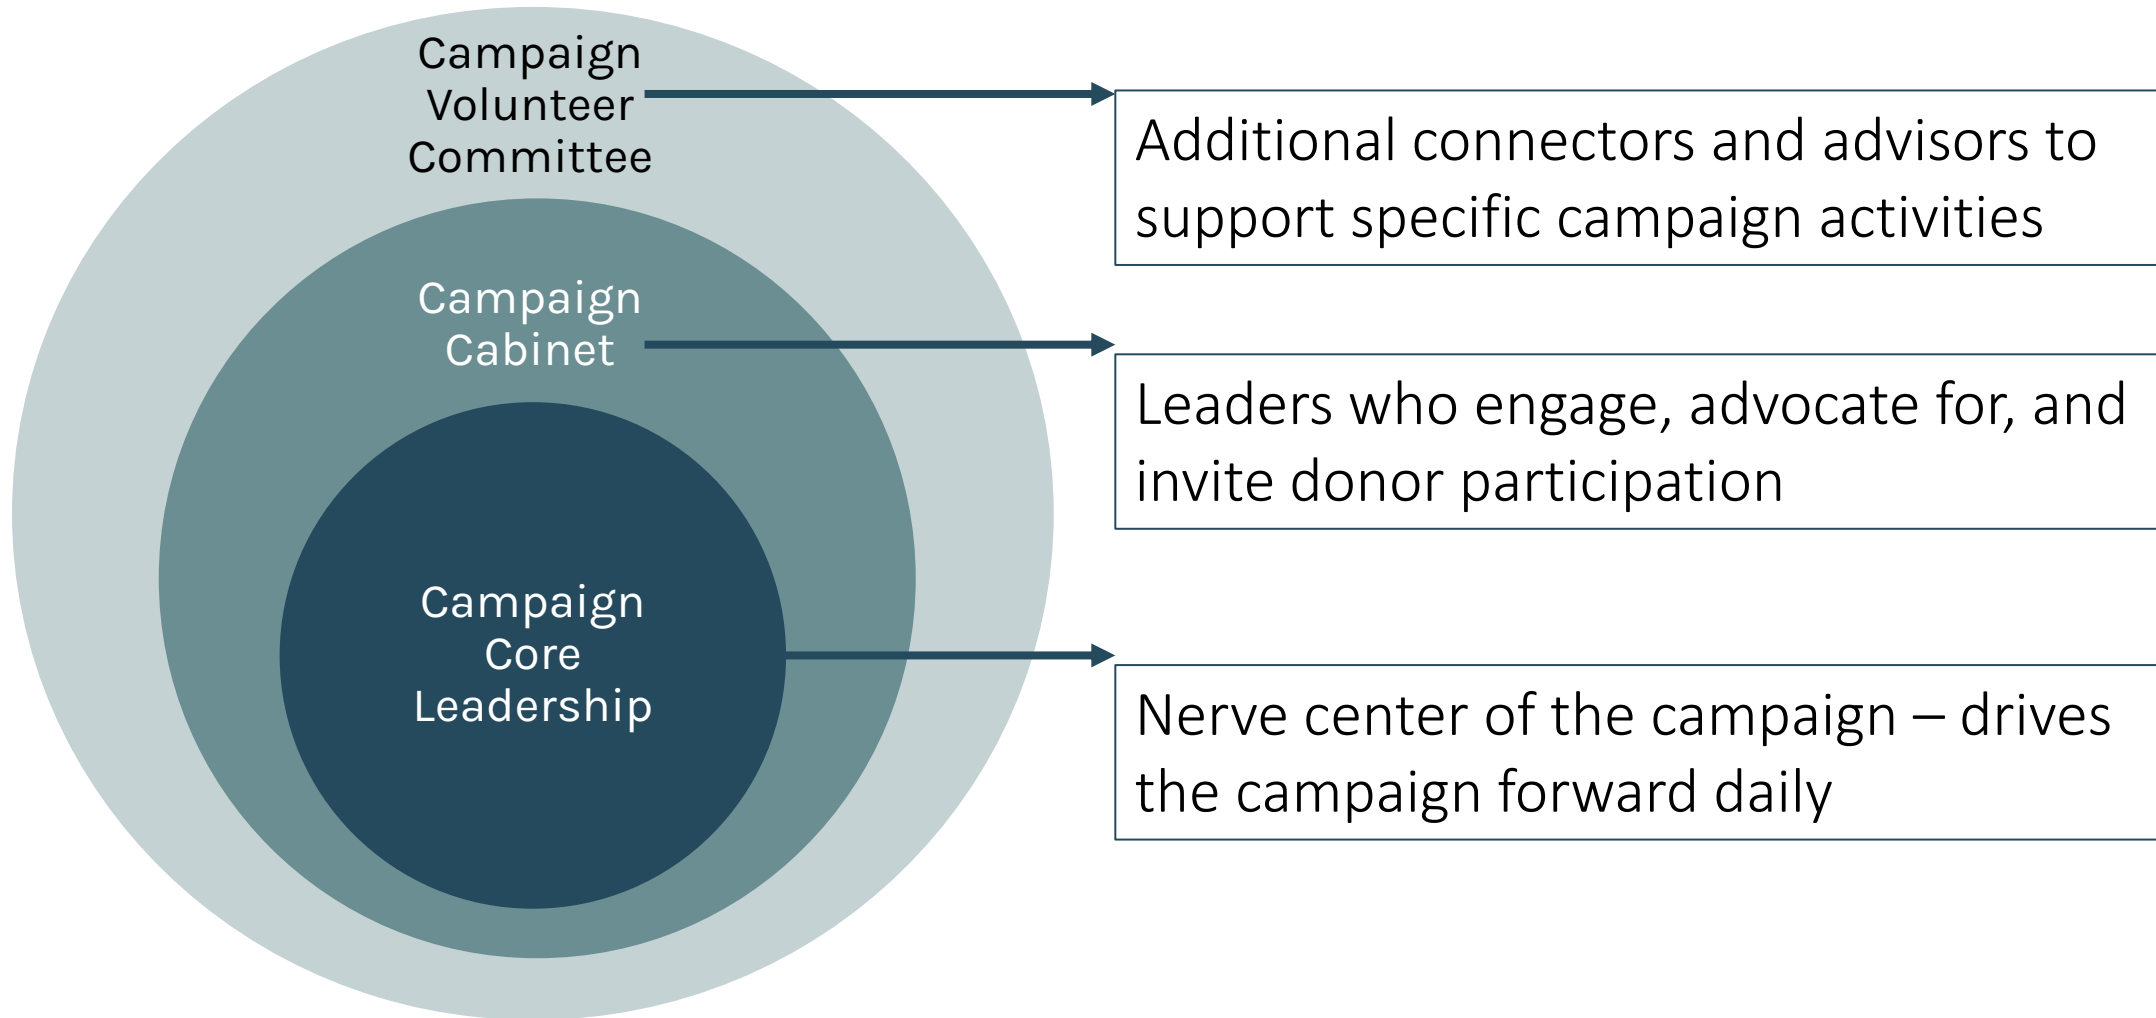 Campaign
Volunteer
Committee
Additional connectors and advisors to
support specific campaign activities
Campaign
Cabinet
Leaders who engage, advocate for, and
invite donor participation
Campaign
Core
Leadership
Nerve center of the campaign – drives
the campaign forward daily